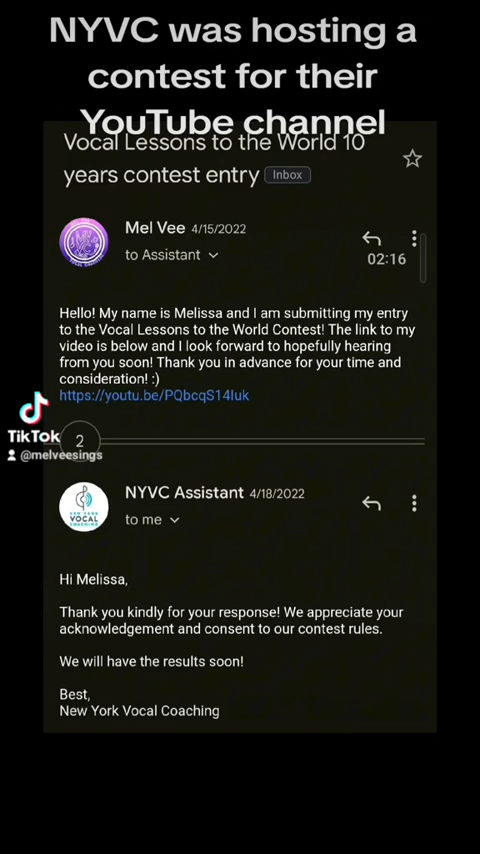 NYVC was hosting a
contest for their
YouTube channel
Vocal Lessons to the World 10
years contest entry Inbox
Mel Vee 4/15/2022
to Assistant
02:16
Hello! My name is Melissa and I am submitting my entry
to the Vocal Lessons to the World Contest! The link to my
video is below and I look forward to hopefully hearing
from you soon! Thank you in advance for your time and
consideration! :)
https://youtu.be/PQbcqS14Iuk
TikTok
@melveesings
2
NYVC Assistant 4/18/2022
to me
NEW YORK
VOCAL
COACHING
Hi Melissa,
Thank you kindly for your response! We appreciate your
acknowledgement and consent to our contest rules.
We will have the results soon!
Best,
New York Vocal Coaching